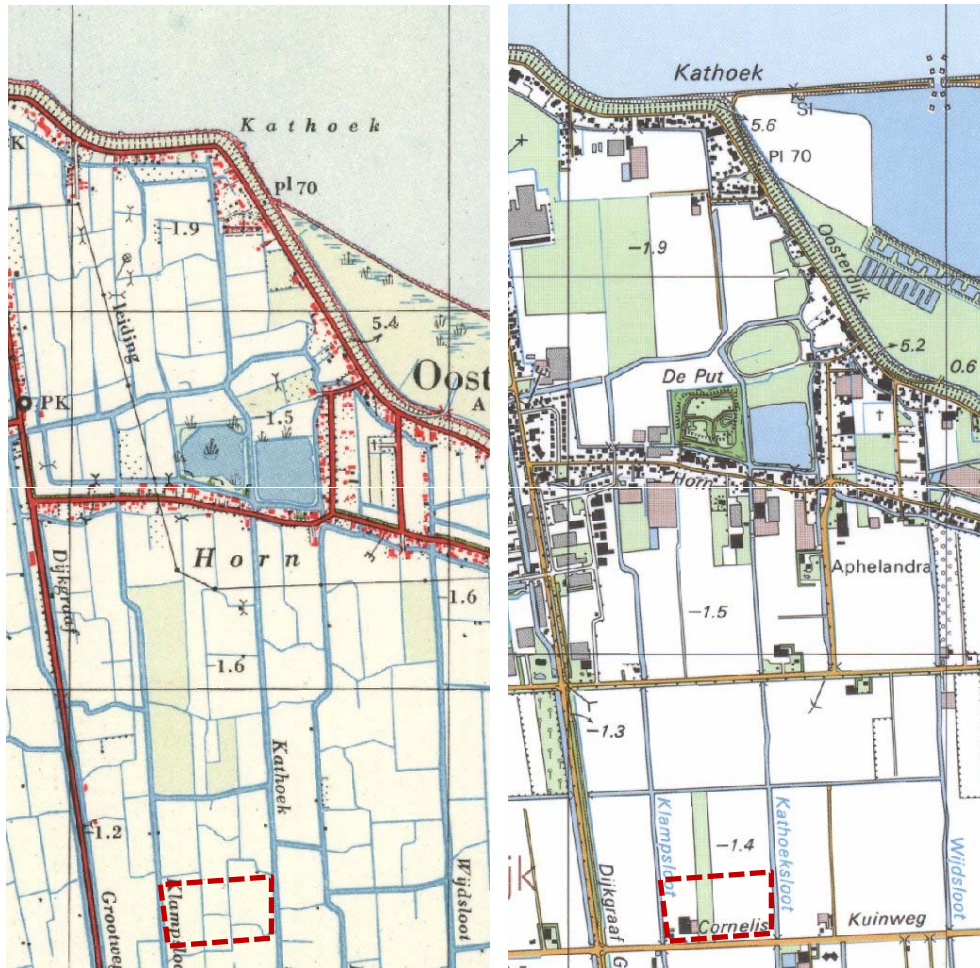 Kathoek
K
pl 70
-1.9
leiding
5.4
Oost
A
PK
-1.5
Horn
Dijkgraaf
-1.6
-1.6
Kathoek
-1.2
Klampsloo
Grootweg
Wijdsloot
Kathoek
Sl
5.6
Pl 70
-1.9
Oosterdijk
5.2
0.6
De Put
Horn
Aphelandra
-1.5
-1.3
Klampsloot
Kathoeksloot
-1.4
Wijdsloot
jk
Dijkgraaf
Cornelis Kuinweg
G